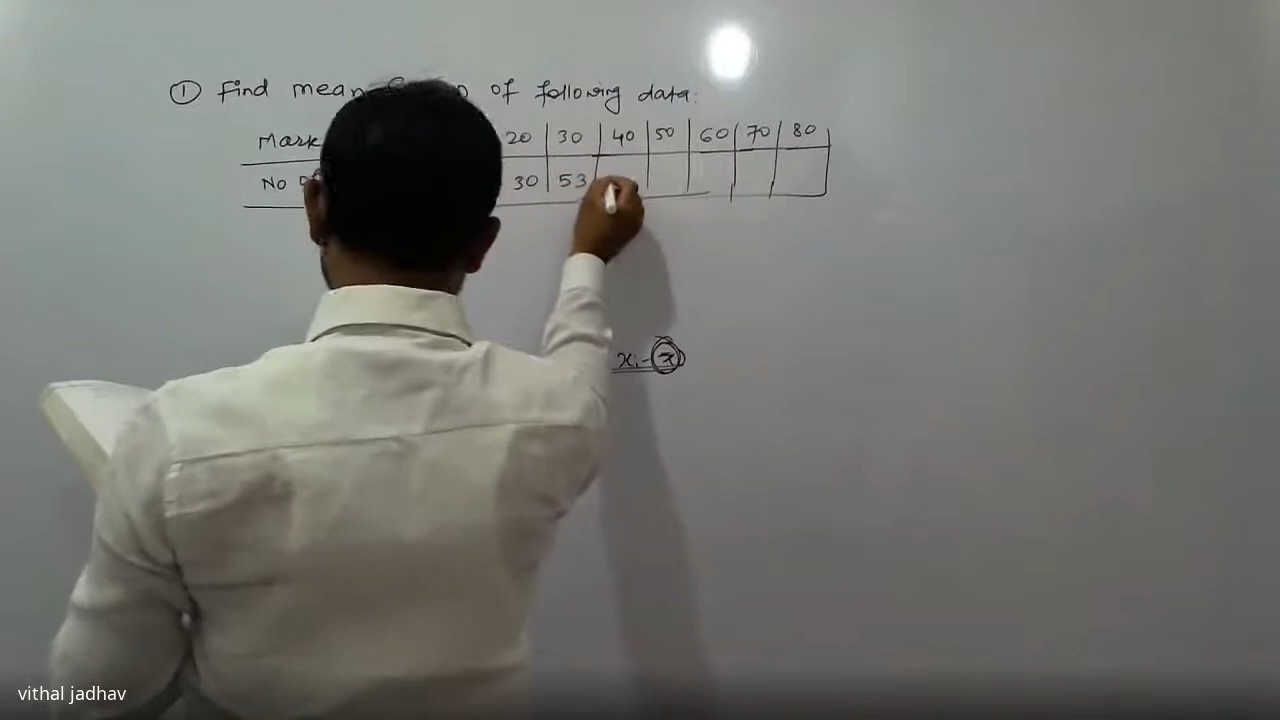 ① Find mean of following data:
Mark 20 30 40 50 60 70 80
No 30 53
xᵢ - x̄
vithal jadhav